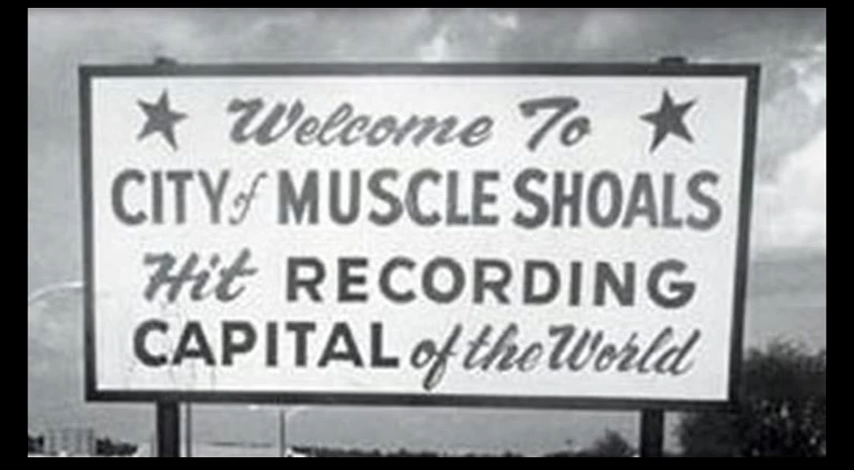 Welcome To
CITY of MUSCLE SHOALS
Hit RECORDING
CAPITAL of the World